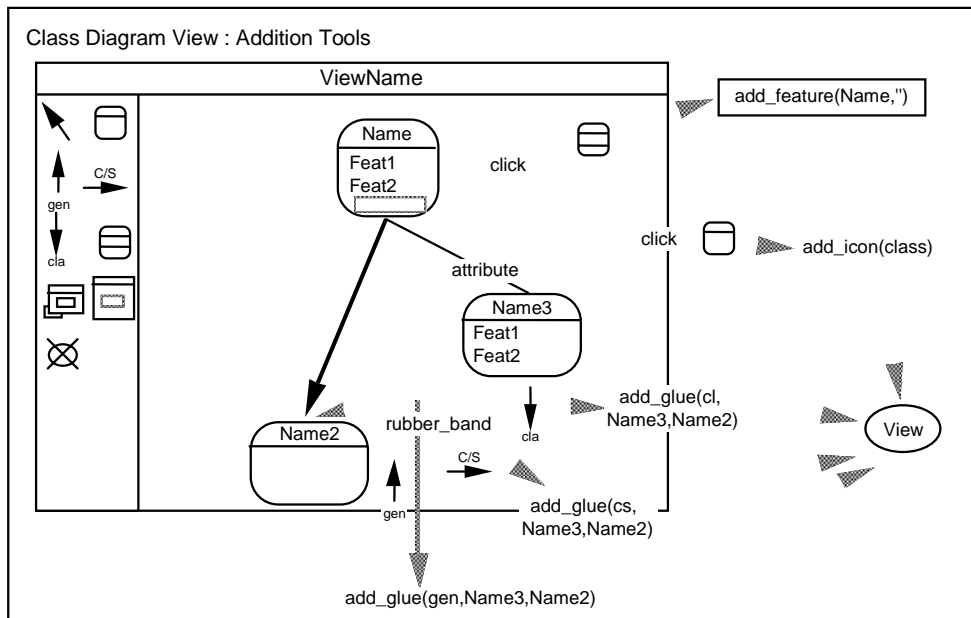 Class Diagram View : Addition Tools
ViewName
add_feature(Name,'')
Name
Feat1
Feat2
click
C/S
gen
cla
click
add_icon(class)
attribute
Name3
Feat1
Feat2
add_glue(cl,
Name3,Name2)
Name2
rubber_band
cla
View
C/S
gen
add_glue(cs,
Name3,Name2)
add_glue(gen,Name3,Name2)